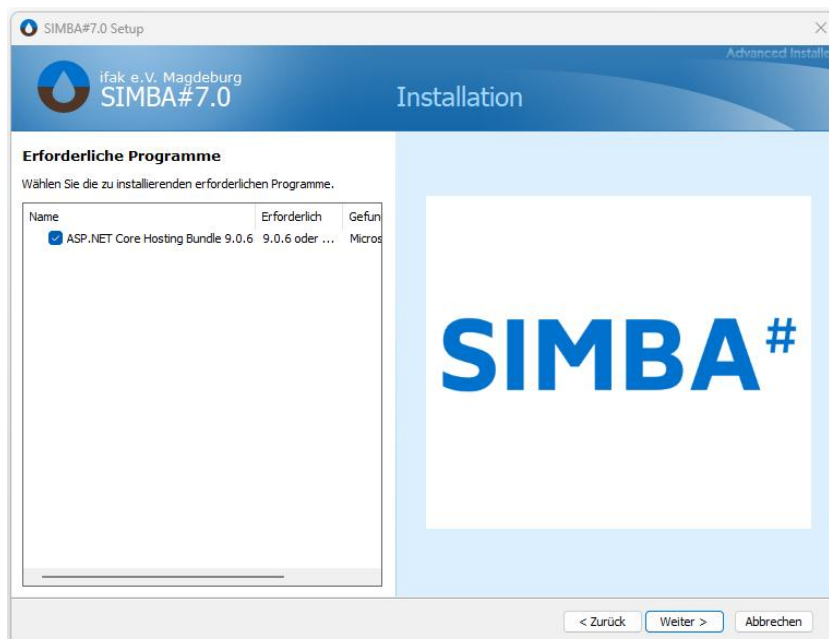 SIMBA#7.0 Setup
Advanced Installe
ifak e.V. Magdeburg
SIMBA#7.0
Installation
Erforderliche Programme
Wählen Sie die zu installierenden erforderlichen Programme.
Name Erforderlich Gefun
ASP.NET Core Hosting Bundle 9.0.6 9.0.6 oder ... Micros
SIMBA#
< Zurück Weiter > Abbrechen